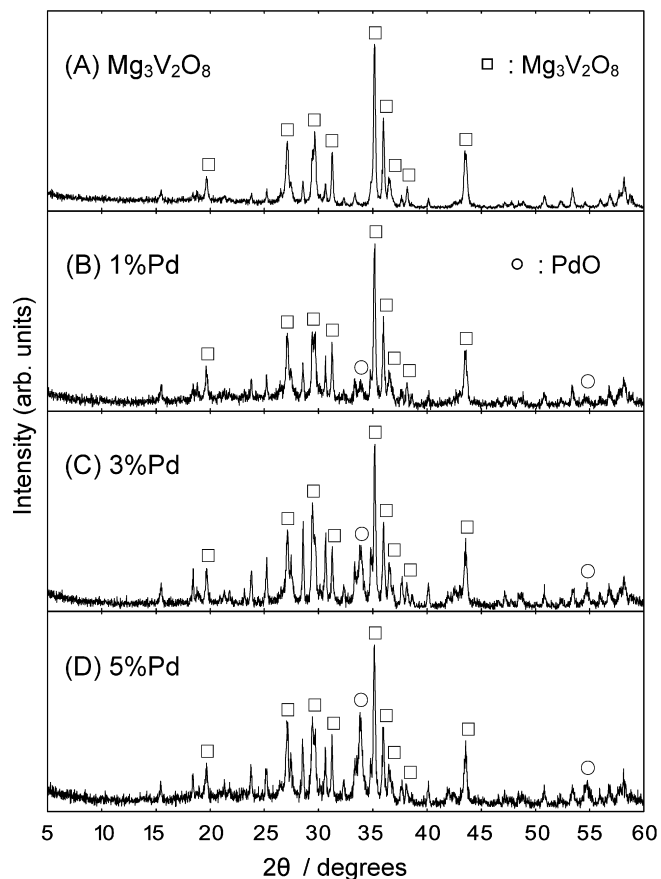 (A) Mg₃V₂O₈
□ : Mg₃V₂O₈
(B) 1%Pd
○ : PdO
(C) 3%Pd
(D) 5%Pd
Intensity (arb. units)
5 10 15 20 25 30 35 40 45 50 55 60
2θ / degrees